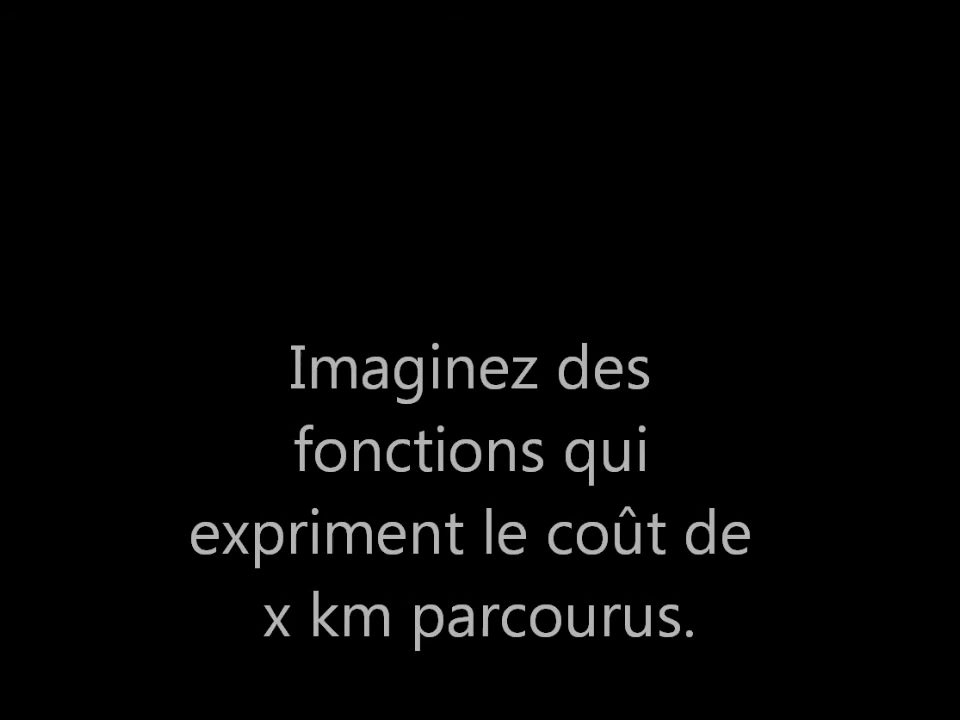 Imaginez des
fonctions qui
expriment le coût de
x km parcourus.